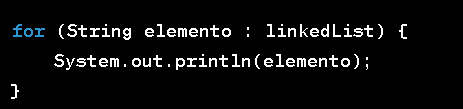 for (String elemento : linkedList) {
    System.out.println(elemento);
}